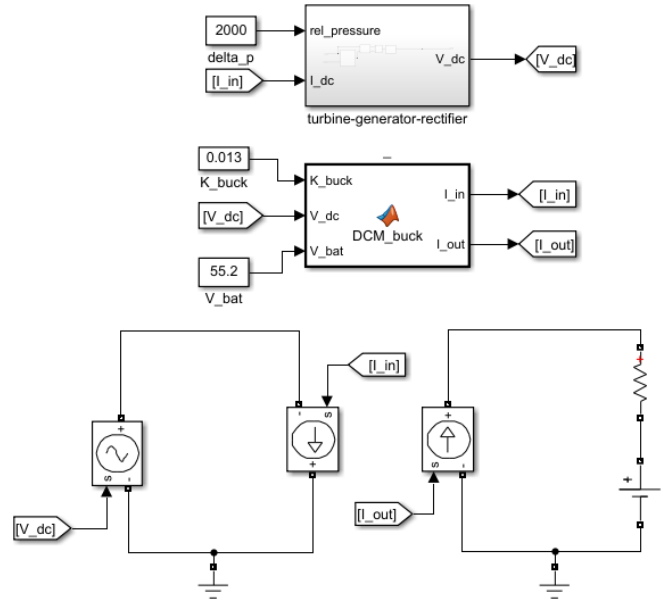 2000
delta_p
[I_in]
rel_pressure
I_dc
V_dc
turbine-generator-rectifier
[V_dc]
0.013
K_buck
[V_dc]
55.2
V_bat
K_buck
V_dc
V_bat
DCM_buck
I_in
I_out
[I_in]
[I_out]
[I_in]
+
s
-
[V_dc]
-
s
+
+
s
-
[I_out]
+
+